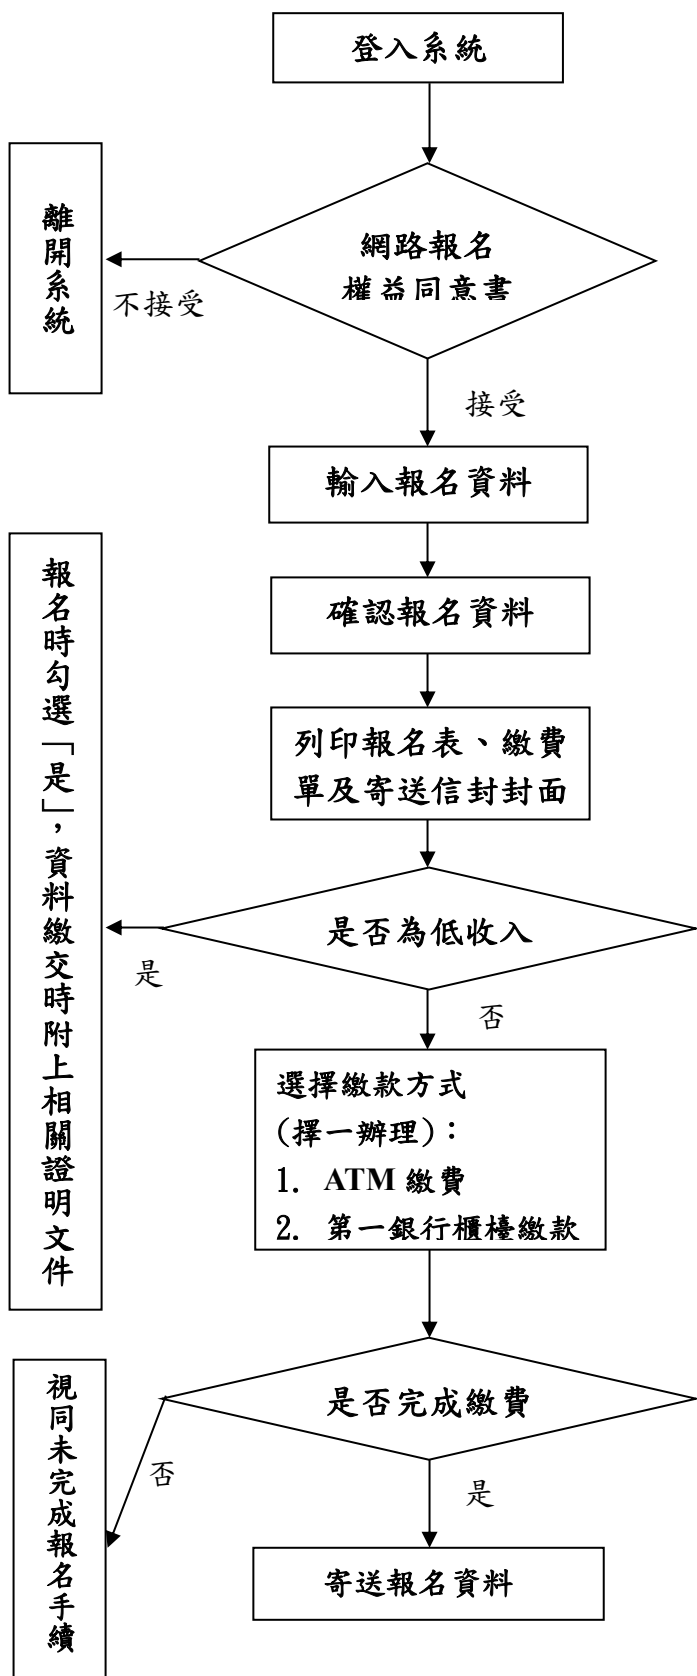 登入系統
網路報名
權益同意書
離開系統
不接受
接受
輸入報名資料
確認報名資料
列印報名表、繳費
單及寄送信封封面
是否為低收入
是
報名時勾選「是」，資料繳交時附上相關證明文件
否
選擇繳款方式
(擇一辦理)：
1. ATM 繳費
2. 第一銀行櫃檯繳款
是否完成繳費
否
視同未完成報名手續
是
寄送報名資料